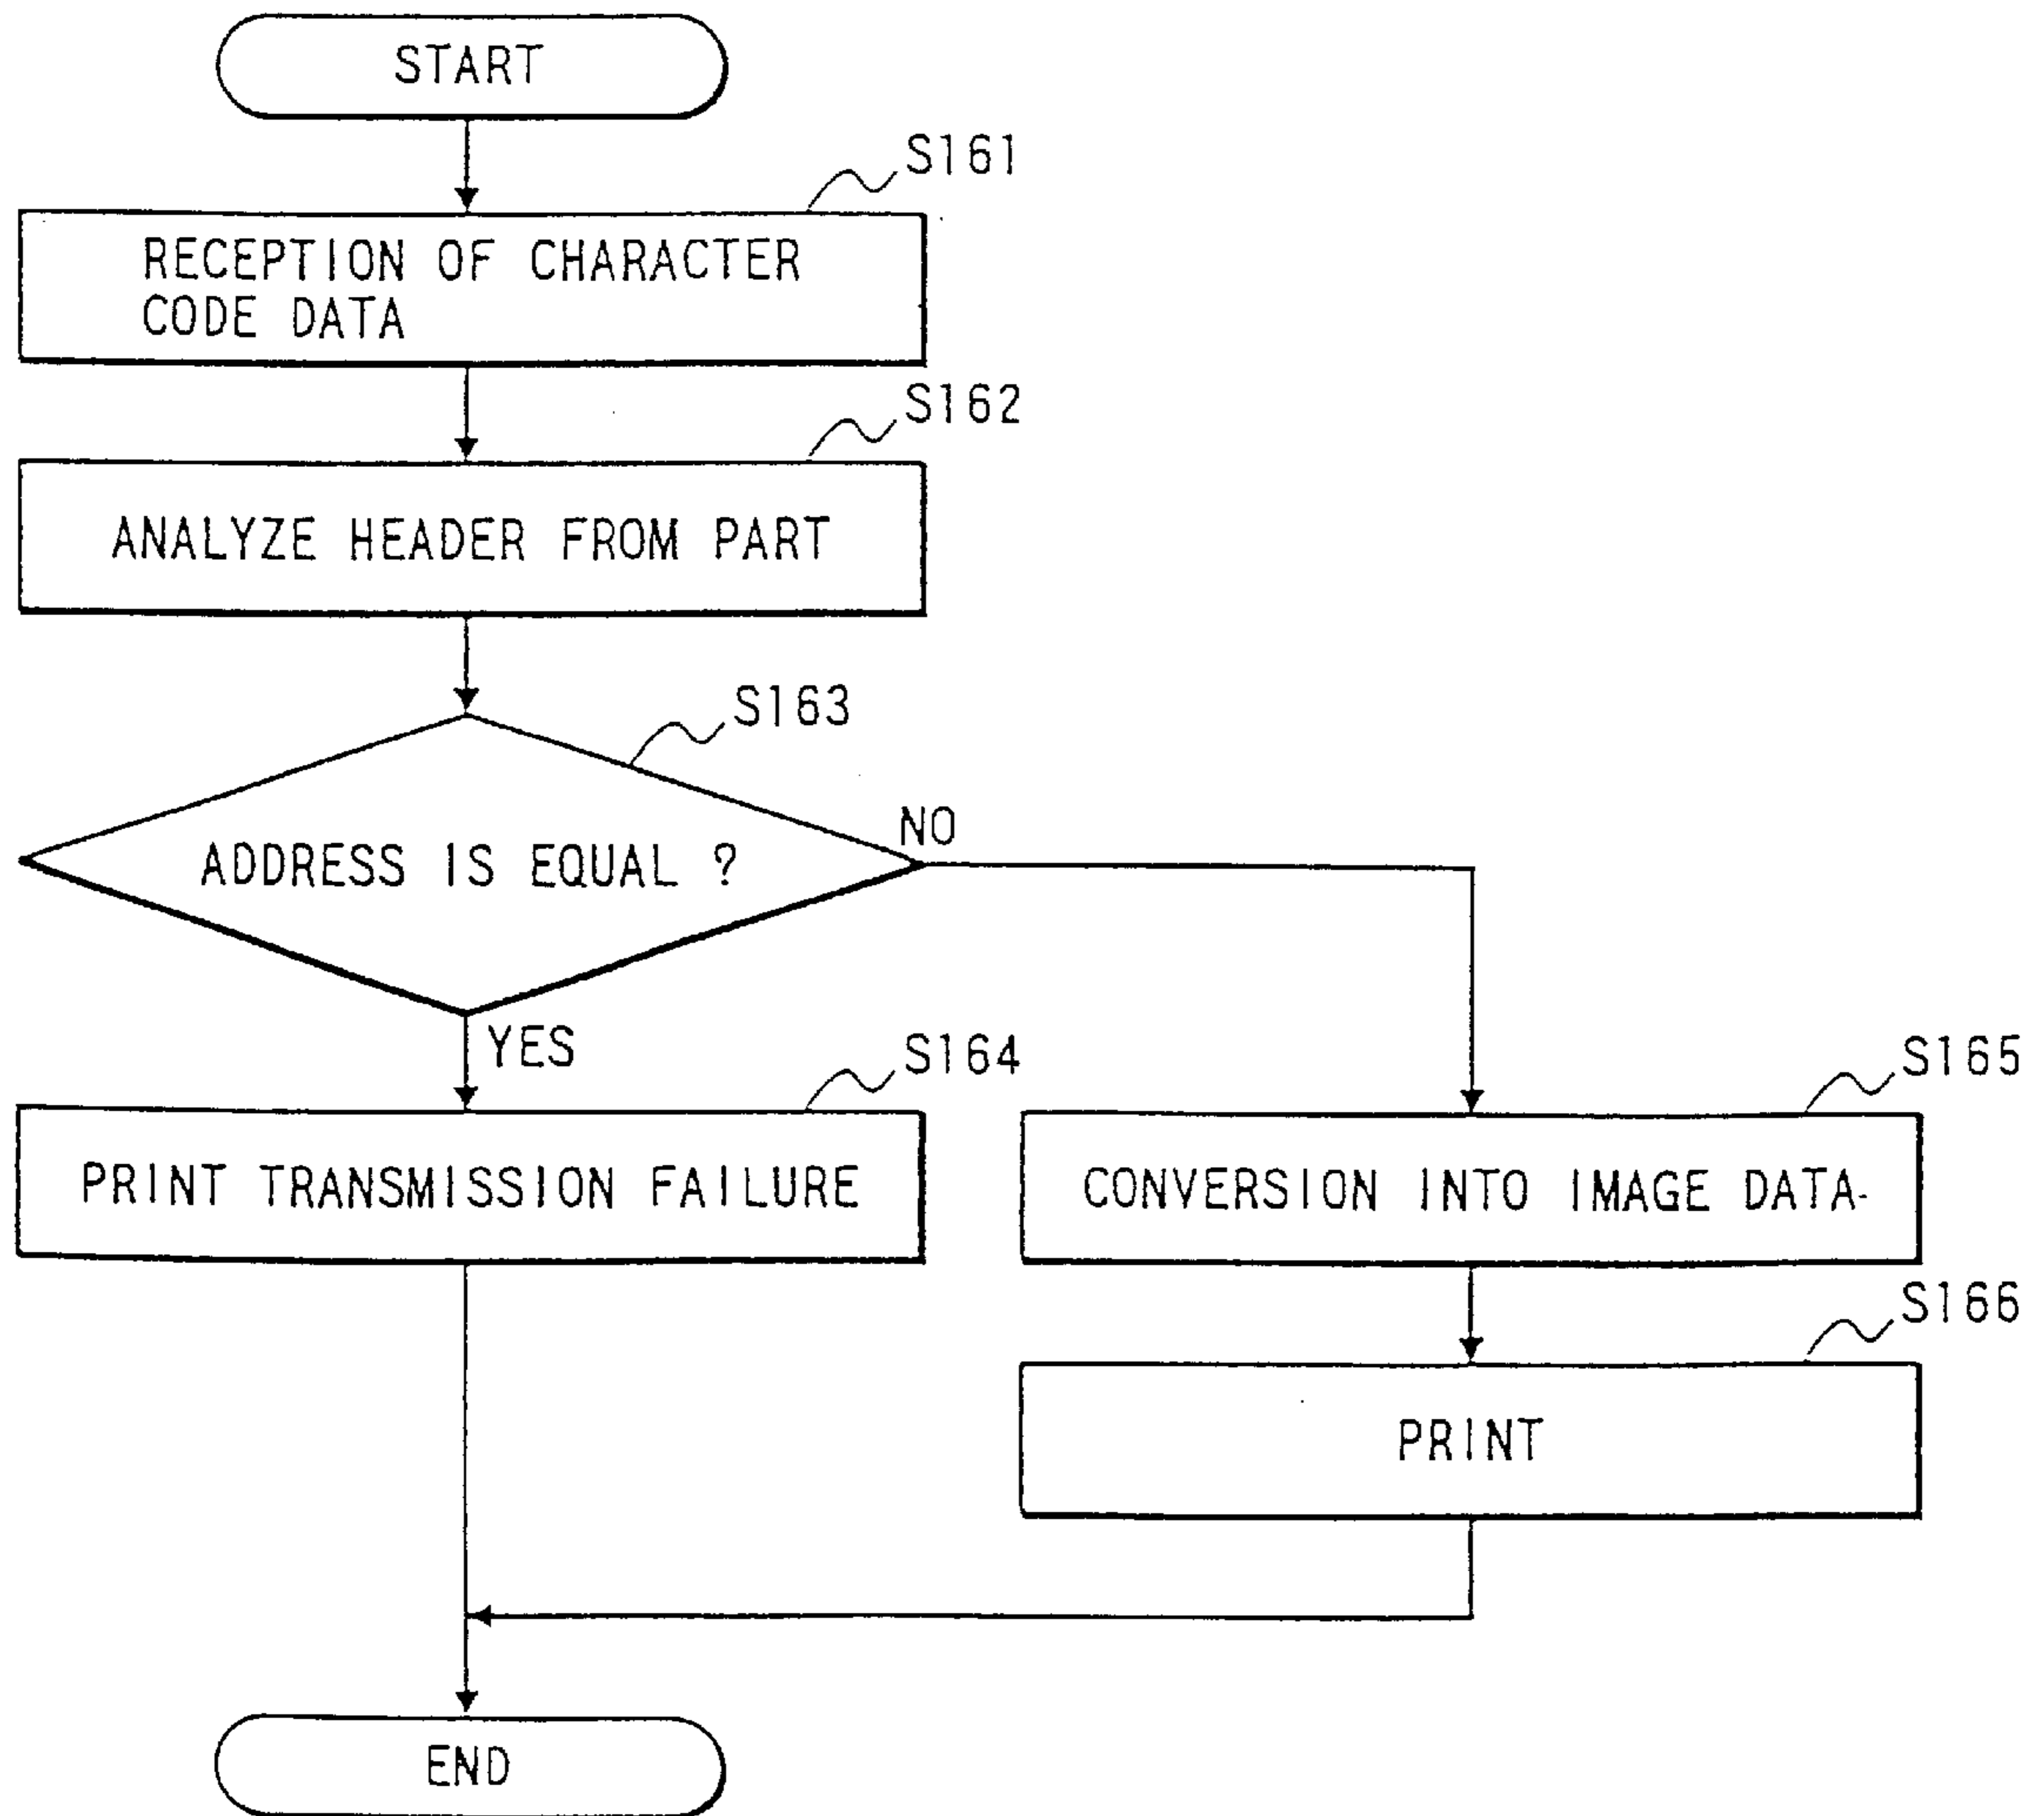 START
S161
RECEPTION OF CHARACTER
CODE DATA
S162
ANALYZE HEADER FROM PART
S163
ADDRESS IS EQUAL ?
NO
YES
S164
PRINT TRANSMISSION FAILURE
S165
CONVERSION INTO IMAGE DATA
S166
PRINT
END